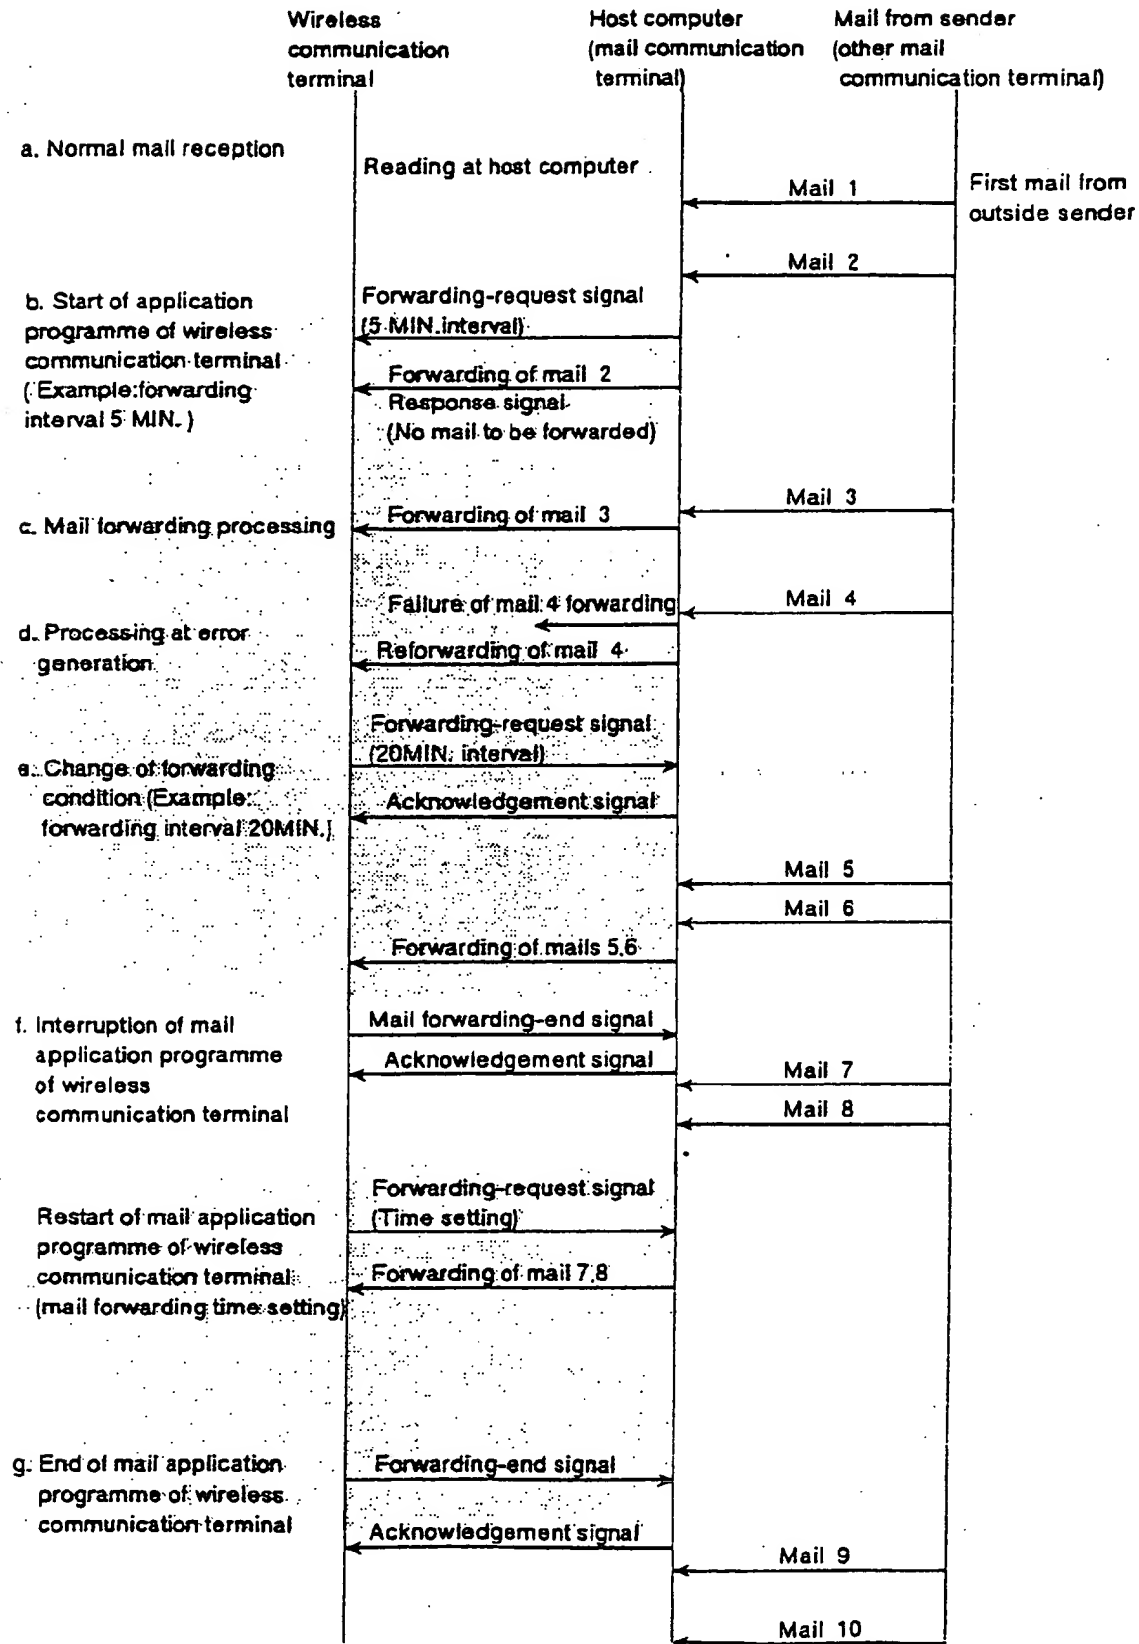 Wireless
communication
terminal
Host computer
(mail communication
terminal)
Mail from sender
(other mail
communication terminal)
a. Normal mail reception
Reading at host computer
Mail 1
First mail from
outside sender
Mail 2
b. Start of application
programme of wireless
communication terminal
(Example:forwarding
interval 5 MIN.)
Forwarding-request signal
(5 MIN.interval)
Forwarding of mail 2
Response signal
(No mail to be forwarded)
Mail 3
c. Mail forwarding processing
Forwarding of mail 3
Mail 4
Failure of mail 4 forwarding
d. Processing at error
generation
Reforwarding of mail 4
Forwarding-request signal
(20MIN. interval)
e. Change of forwarding
condition (Example:
forwarding interval 20MIN.)
Acknowledgement signal
Mail 5
Mail 6
Forwarding of mails 5,6
f. Interruption of mail
application programme
of wireless
communication terminal
Mail forwarding-end signal
Acknowledgement signal
Mail 7
Mail 8
Forwarding-request signal
(Time setting)
Restart of mail application
programme of wireless
communication terminal
(mail forwarding time setting)
Forwarding of mail 7,8
g. End of mail application
programme of wireless
communication terminal
Forwarding-end signal
Acknowledgement signal
Mail 9
Mail 10